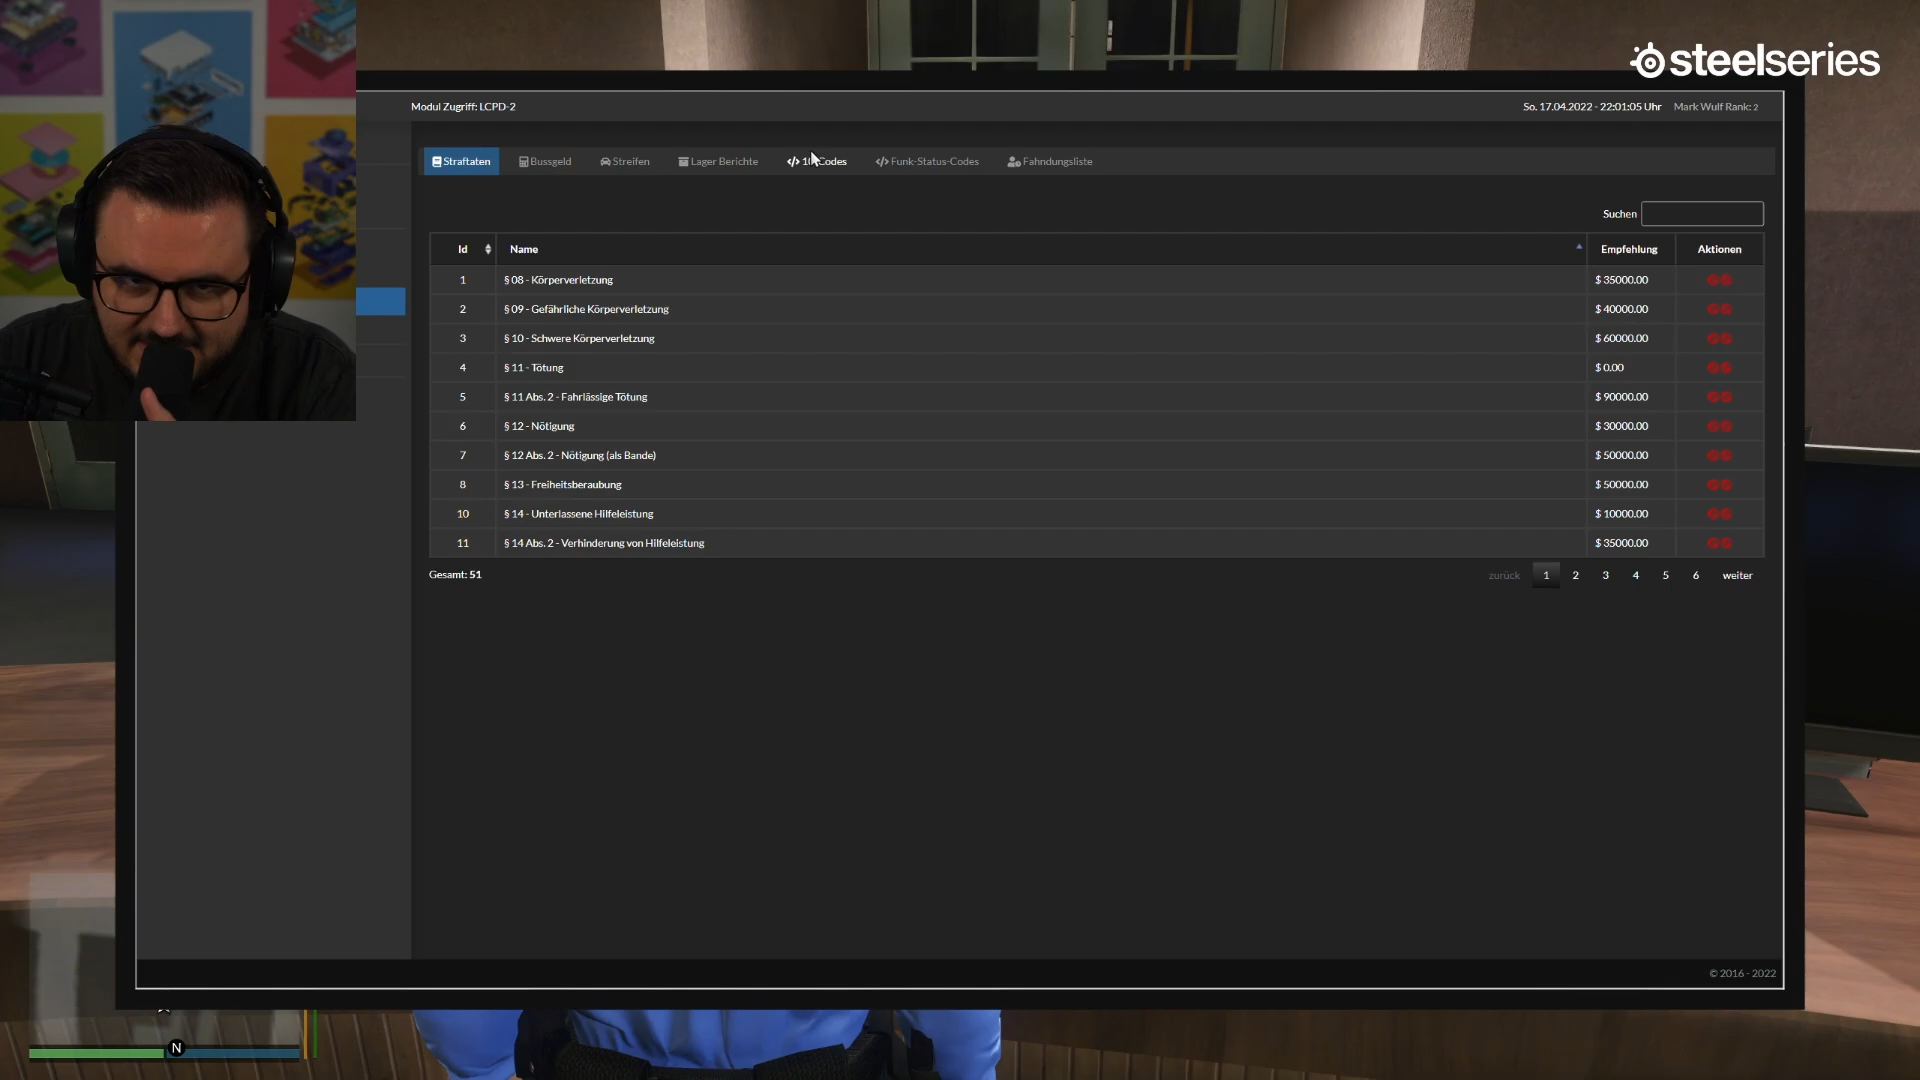 steelseries
Modul Zugriff: LCPD-2
So. 17.04.2022 - 22:01:05 Uhr Mark Wulf Rank: 2
Straftaten Bussgeld Streifen Lager Berichte Codes Funk-Status-Codes Fahndungsliste
Suchen
Id Name Empfehlung Aktionen
1 § 08 - Körperverletzung $ 35000.00
2 § 09 - Gefährliche Körperverletzung $ 40000.00
3 § 10 - Schwere Körperverletzung $ 60000.00
4 § 11 - Tötung $ 0.00
5 § 11 Abs. 2 - Fahrlässige Tötung $ 90000.00
6 § 12 - Nötigung $ 30000.00
7 § 12 Abs. 2 - Nötigung (als Bande) $ 50000.00
8 § 13 - Freiheitsberaubung $ 50000.00
10 § 14 - Unterlassene Hilfeleistung $ 10000.00
11 § 14 Abs. 2 - Verhinderung von Hilfeleistung $ 35000.00
Gesamt: 51
zurück 1 2 3 4 5 6 weiter
© 2016 - 2022
N